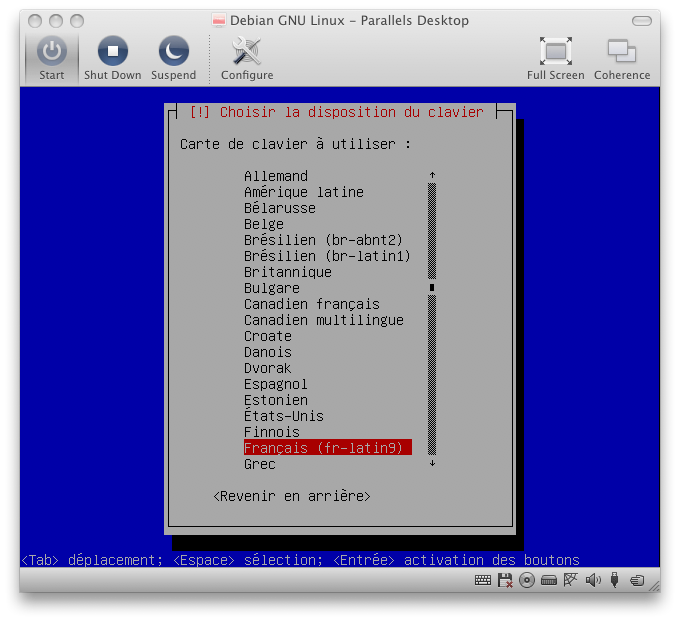 Debian GNU Linux - Parallels Desktop
Start Shut Down Suspend Configure Full Screen Coherence
[!] Choisir la disposition du clavier
Carte de clavier à utiliser :
Allemand
Amérique latine
Bélarusse
Belge
Brésilien (br-abnt2)
Brésilien (br-latin1)
Britannique
Bulgare
Canadien français
Canadien multilingue
Croate
Danois
Dvorak
Espagnol
Estonien
États-Unis
Finnois
Français (fr-latin9)
Grec
<Revenir en arrière>
<Tab> déplacement; <Espace> sélection; <Entrée> activation des boutons